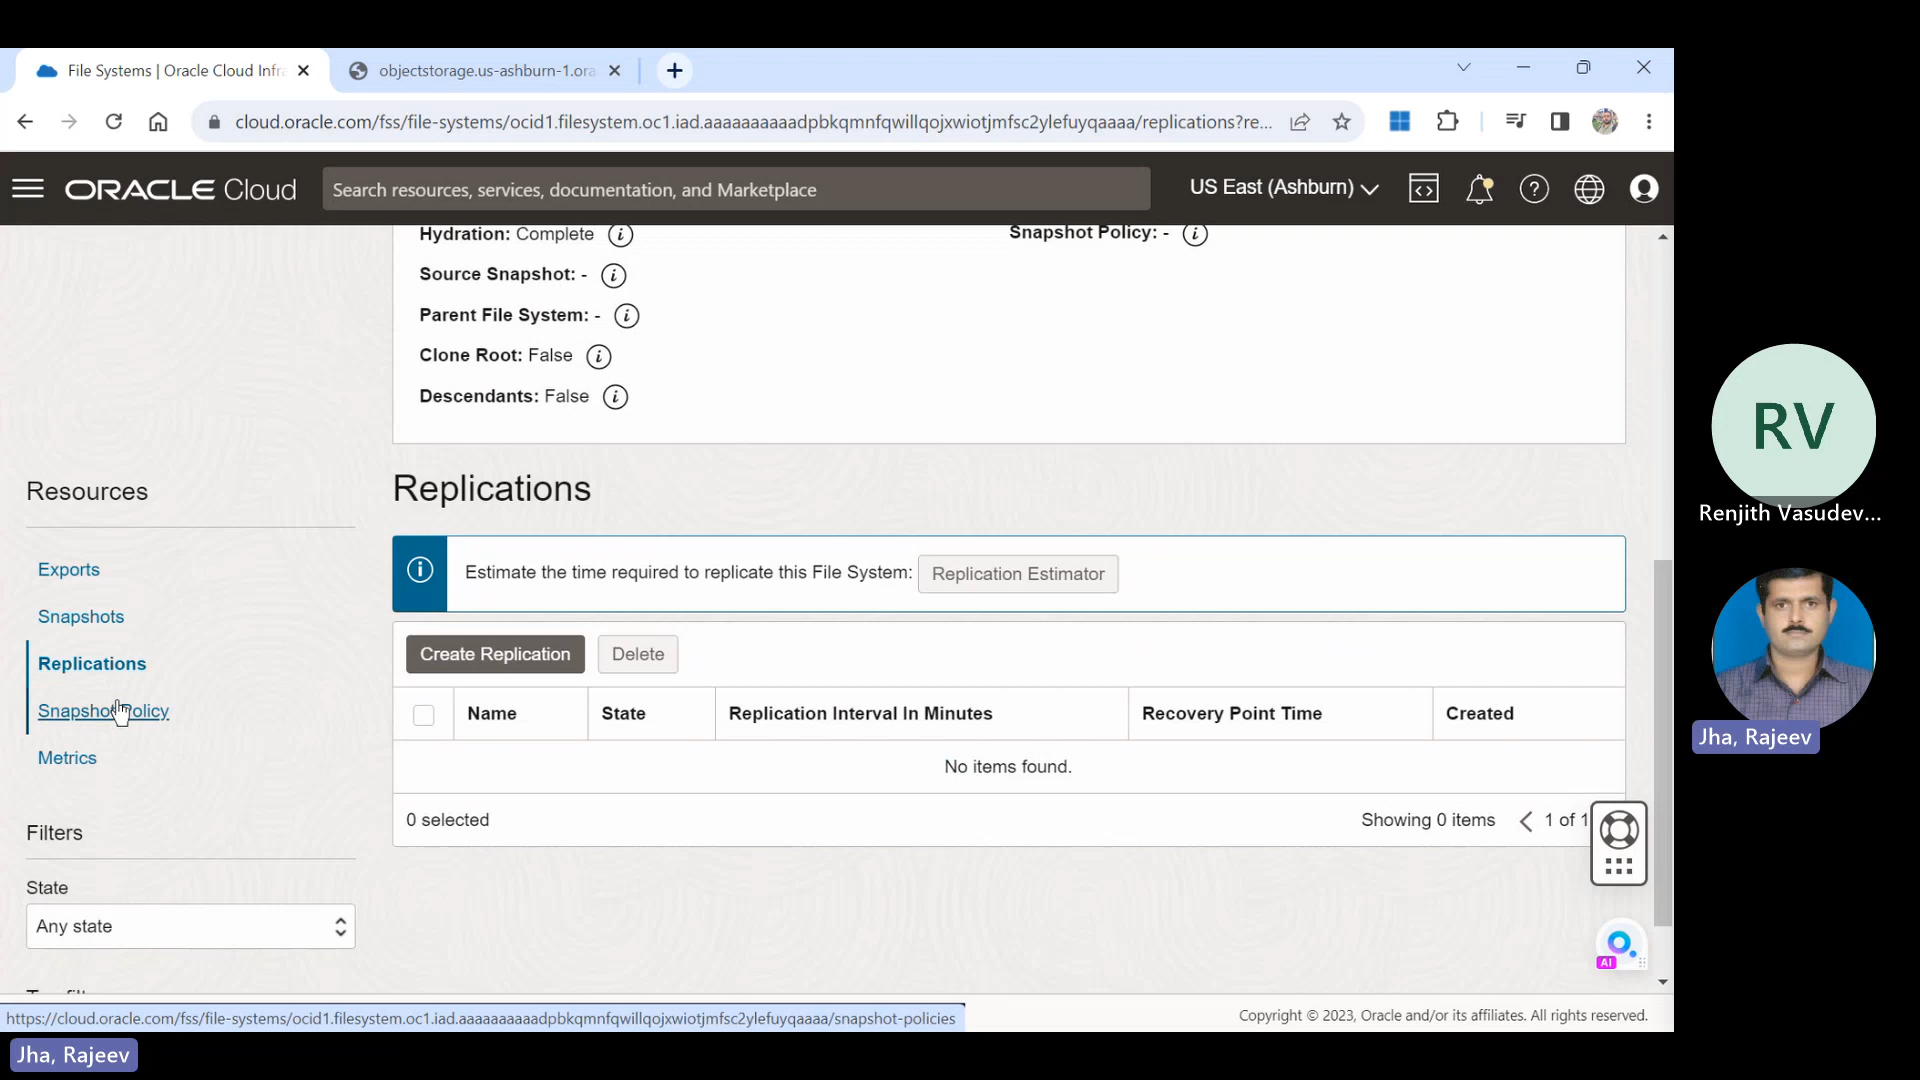 File Systems | Oracle Cloud Infra
objectstorage.us-ashburn-1.ora
cloud.oracle.com/fss/file-systems/ocid1.filesystem.oc1.iad.aaaaaaaaaadpbkqmnfqwillqojxwiotjmfsc2ylefuyqaaaa/replications?re...
ORACLE Cloud
Search resources, services, documentation, and Marketplace
US East (Ashburn)
Hydration: Complete
Snapshot Policy: -
Source Snapshot: -
Parent File System: -
Clone Root: False
Descendants: False
Resources
Exports
Snapshots
Replications
Snapshot Policy
Metrics
Filters
State
Any state
Replications
Estimate the time required to replicate this File System: Replication Estimator
Create Replication Delete
Name State Replication Interval In Minutes Recovery Point Time Created
No items found.
0 selected
Showing 0 items 1 of 1
AI
https://cloud.oracle.com/fss/file-systems/ocid1.filesystem.oc1.iad.aaaaaaaaaadpbkqmnfqwillqojxwiotjmfsc2ylefuyqaaaa/snapshot-policies
Copyright © 2023, Oracle and/or its affiliates. All rights reserved.
RV
Renjith Vasudev...
Jha, Rajeev
Jha, Rajeev